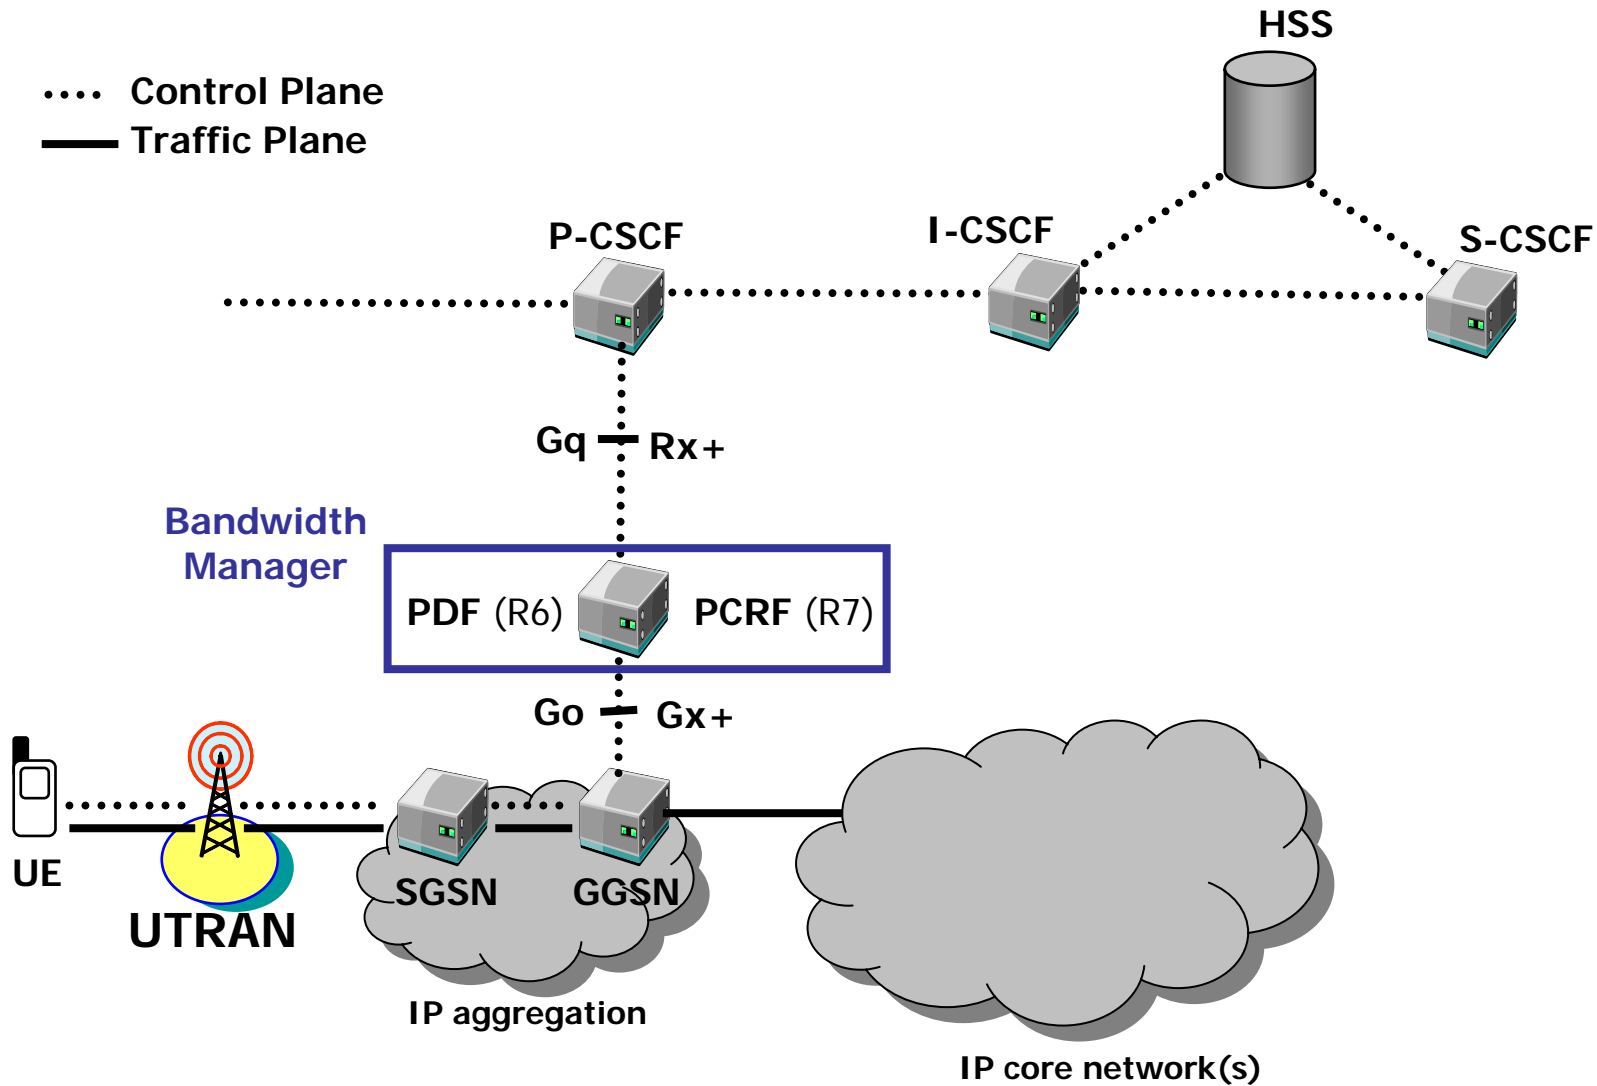 HSS
Control Plane
Traffic Plane
P-CSCF
I-CSCF
S-CSCF
Gq
Rx+
Bandwidth
Manager
PDF (R6)
PCRF (R7)
Go
Gx+
UE
UTRAN
SGSN
GGSN
IP aggregation
IP core network(s)